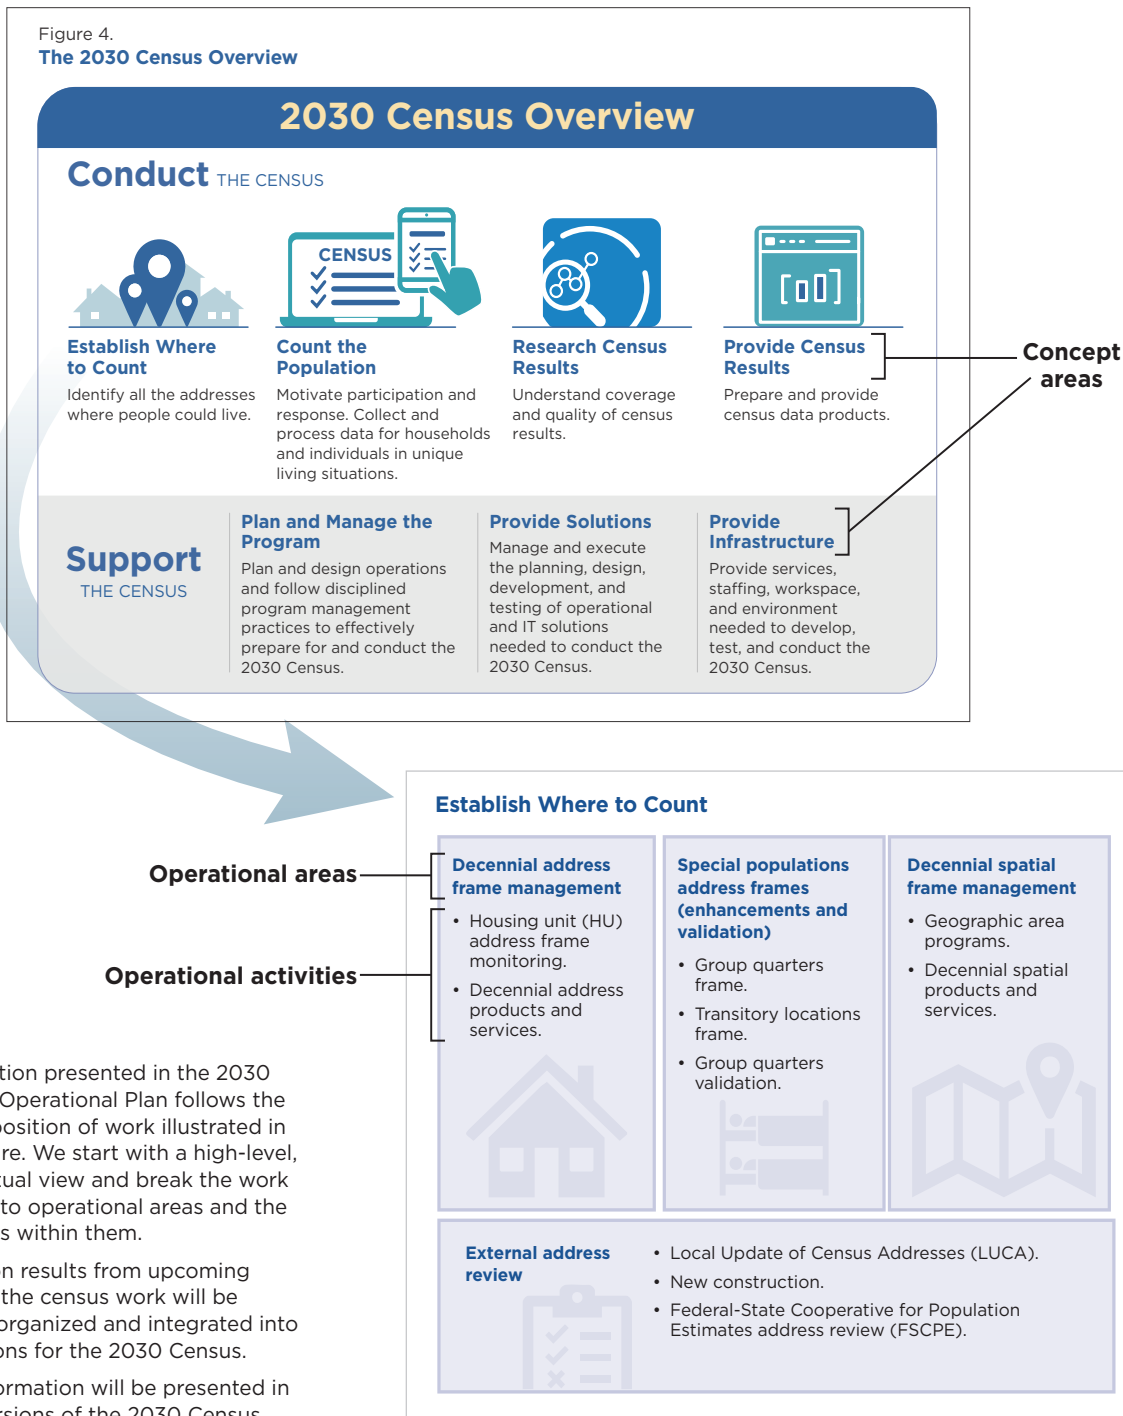 Figure 4.
The 2030 Census Overview
2030 Census Overview
Conduct THE CENSUS
CENSUS
Establish Where
to Count
Identify all the addresses
where people could live.
Count the
Population
Motivate participation and
response. Collect and
process data for households
and individuals in unique
living situations.
Research Census
Results
Understand coverage
and quality of census
results.
Provide Census
Results
Prepare and provide
census data products.
Concept
areas
Support
THE CENSUS
Plan and Manage the
Program
Plan and design operations
and follow disciplined
program management
practices to effectively
prepare for and conduct the
2030 Census.
Provide Solutions
Manage and execute
the planning, design,
development, and
testing of operational
and IT solutions
needed to conduct the
2030 Census.
Provide
Infrastructure
Provide services,
staffing, workspace,
and environment
needed to develop,
test, and conduct the
2030 Census.
Establish Where to Count
Operational areas
Operational activities
Decennial address
frame management
• Housing unit (HU)
address frame
monitoring.
• Decennial address
products and
services.
Special populations
address frames
(enhancements and
validation)
• Group quarters
frame.
• Transitory locations
frame.
• Group quarters
validation.
Decennial spatial
frame management
• Geographic area
programs.
• Decennial spatial
products and
services.
External address
review
• Local Update of Census Addresses (LUCA).
• New construction.
• Federal-State Cooperative for Population
Estimates address review (FSCPE).
tion presented in the 2030
Operational Plan follows the
position of work illustrated in
re. We start with a high-level,
tual view and break the work
to operational areas and the
s within them.
on results from upcoming
the census work will be
organized and integrated into
ons for the 2030 Census.
ormation will be presented in
rsions of the 2030 Census